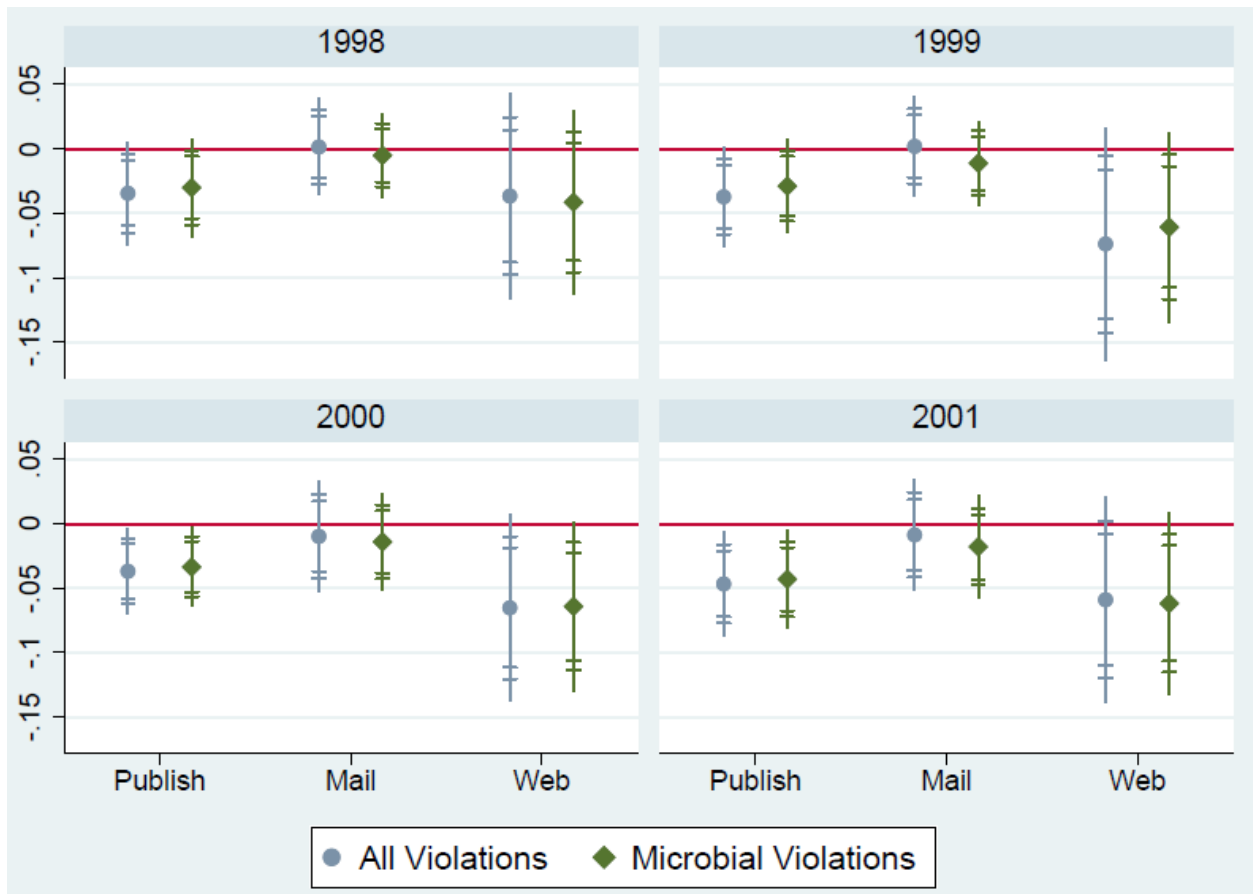 1998
1999
.05
0
-.05
-.1
-.15
2000
2001
.05
0
-.05
-.1
-.15
Publish
Mail
Web
Publish
Mail
Web
All Violations
Microbial Violations